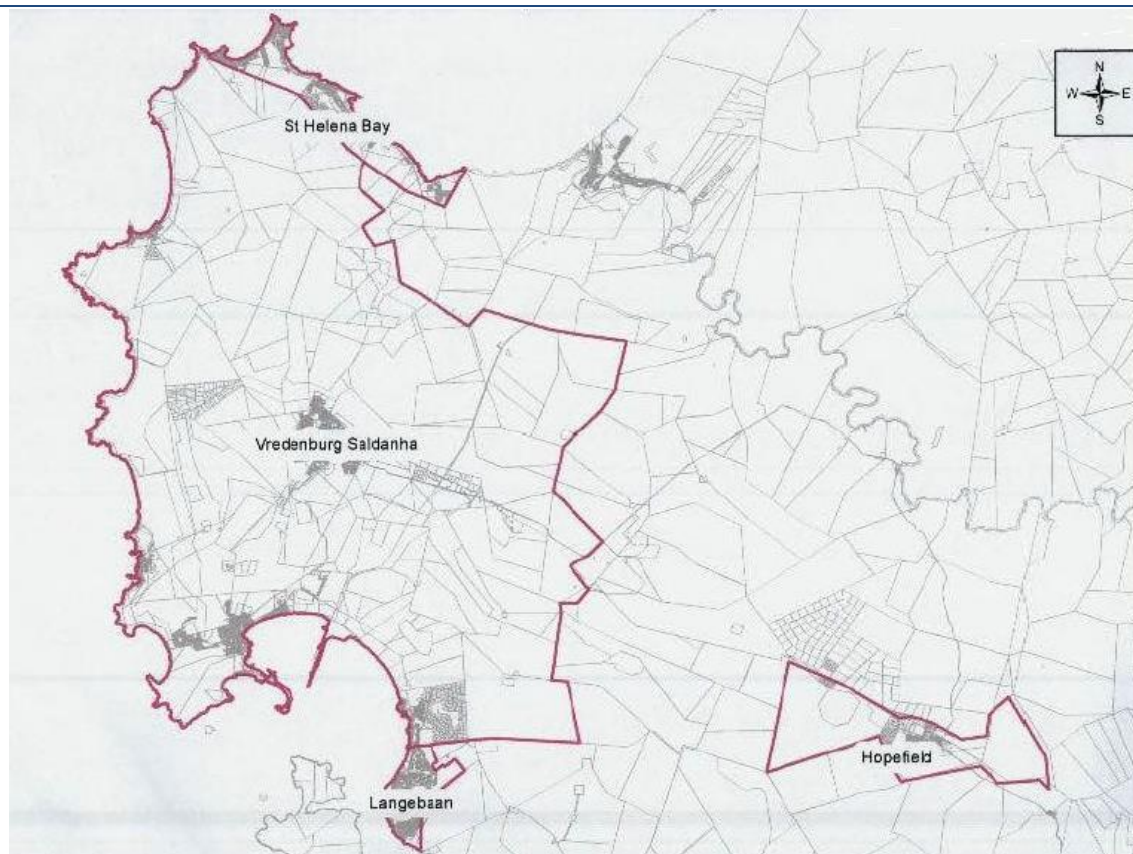 N
W E
S
St Helena Bay
Vredenburg Saldanha
Hopefield
Langebaan